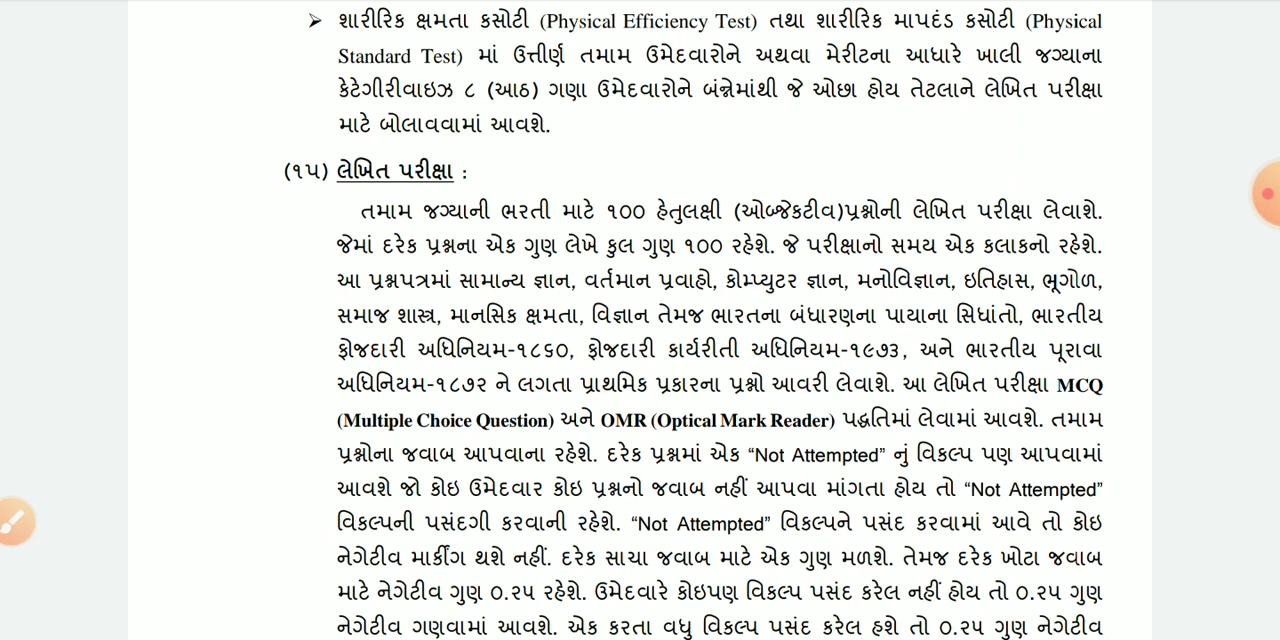 ➢ શારીરિક ક્ષમતા કસોટી (Physical Efficiency Test) તથા શારીરિક માપદંડ કસોટી (Physical
Standard Test) માં ઉત્તીર્ણ તમામ ઉમેદવારોને અથવા મેરીટના આધારે ખાલી જગ્યાના
કેટેગીરીવાઇઝ ૮ (આઠ) ગણા ઉમેદવારોને બંન્નેમાંથી જે ઓછા હોય તેટલાને લેખિત પરીક્ષા
માટે બોલાવવામાં આવશે.
(૧૫) લેખિત પરીક્ષા :
તમામ જગ્યાની ભરતી માટે ૧૦૦ હેતુલક્ષી (ઓબ્જેકટીવ)પ્રશ્નોની લેખિત પરીક્ષા લેવાશે.
જેમાં દરેક પ્રશ્નના એક ગુણ લેખે કુલ ગુણ ૧૦૦ રહેશે. જે પરીક્ષાનો સમય એક કલાકનો રહેશે.
આ પ્રશ્નપત્રમાં સામાન્ય જ્ઞાન, વર્તમાન પ્રવાહો, કોમ્પ્યુટર જ્ઞાન, મનોવિજ્ઞાન, ઇતિહાસ, ભૂગોળ,
સમાજ શાસ્ત્ર, માનસિક ક્ષમતા, વિજ્ઞાન તેમજ ભારતના બંધારણના પાયાના સિધાંતો, ભારતીય
ફોજદારી અધિનિયમ-૧૮૬૦, ફોજદારી કાર્યરીતી અધિનિયમ-૧૯૭૩, અને ભારતીય પૂરાવા
અધિનિયમ-૧૮૭૨ ને લગતા પ્રાથમિક પ્રકારના પ્રશ્નો આવરી લેવાશે. આ લેખિત પરીક્ષા MCQ
(Multiple Choice Question) અને OMR (Optical Mark Reader) પદ્ધતિમાં લેવામાં આવશે. તમામ
પ્રશ્નોના જવાબ આપવાના રહેશે. દરેક પ્રશ્નમાં એક “Not Attempted” નું વિકલ્પ પણ આપવામાં
આવશે જો કોઇ ઉમેદવાર કોઇ પ્રશ્નનો જવાબ નહીં આપવા માંગતા હોય તો “Not Attempted”
વિકલ્પની પસંદગી કરવાની રહેશે. “Not Attempted” વિકલ્પને પસંદ કરવામાં આવે તો કોઇ
નેગેટીવ માર્કીંગ થશે નહીં. દરેક સાચા જવાબ માટે એક ગુણ મળશે. તેમજ દરેક ખોટા જવાબ
માટે નેગેટીવ ગુણ ૦.૨૫ રહેશે. ઉમેદવારે કોઇપણ વિકલ્પ પસંદ કરેલ નહીં હોય તો ૦.૨૫ ગુણ
નેગેટીવ ગણવામાં આવશે. એક કરતા વધુ વિકલ્પ પસંદ કરેલ હશે તો ૦.૨૫ ગુણ નેગેટીવ